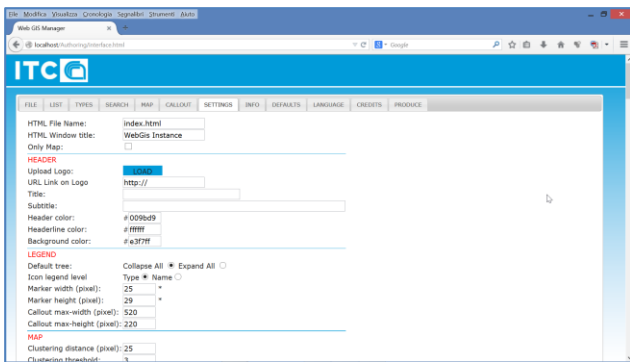 File Modifica Visualizza Cronologia Segnalibri Strumenti Aiuto
Web GIS Manager
localhost/Authoring/interface.html
Google
ITC
FILE LIST TYPES SEARCH MAP CALLOUT SETTINGS INFO DEFAULTS LANGUAGE CREDITS PRODUCE
HTML File Name: index.html
HTML Window title: WebGis Instance
Only Map:
HEADER
Upload Logo: LOAD
URL Link on Logo http://
Title:
Subtitle:
Header color: #009bd9
Headerline color: #ffffff
Background color: #e3f7ff
LEGEND
Default tree: Collapse All Expand All
Icon legend level Type Name
Marker width (pixel): 25 *
Marker height (pixel): 29 *
Callout max-width (pixel): 520
Callout max-height (pixel): 220
MAP
Clustering distance (pixel): 25
Clustering threshold: 3